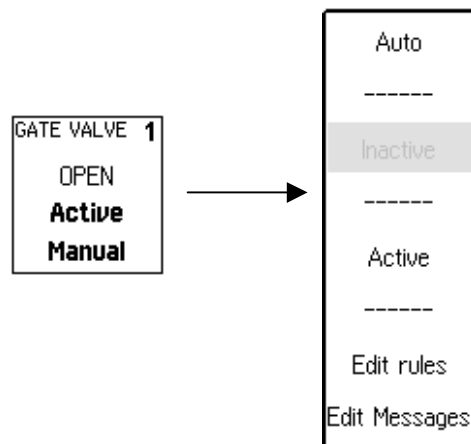 GATE VALVE 1
OPEN
Active
Manual
Auto
------
Inactive
------
Active
------
Edit rules
Edit Messages